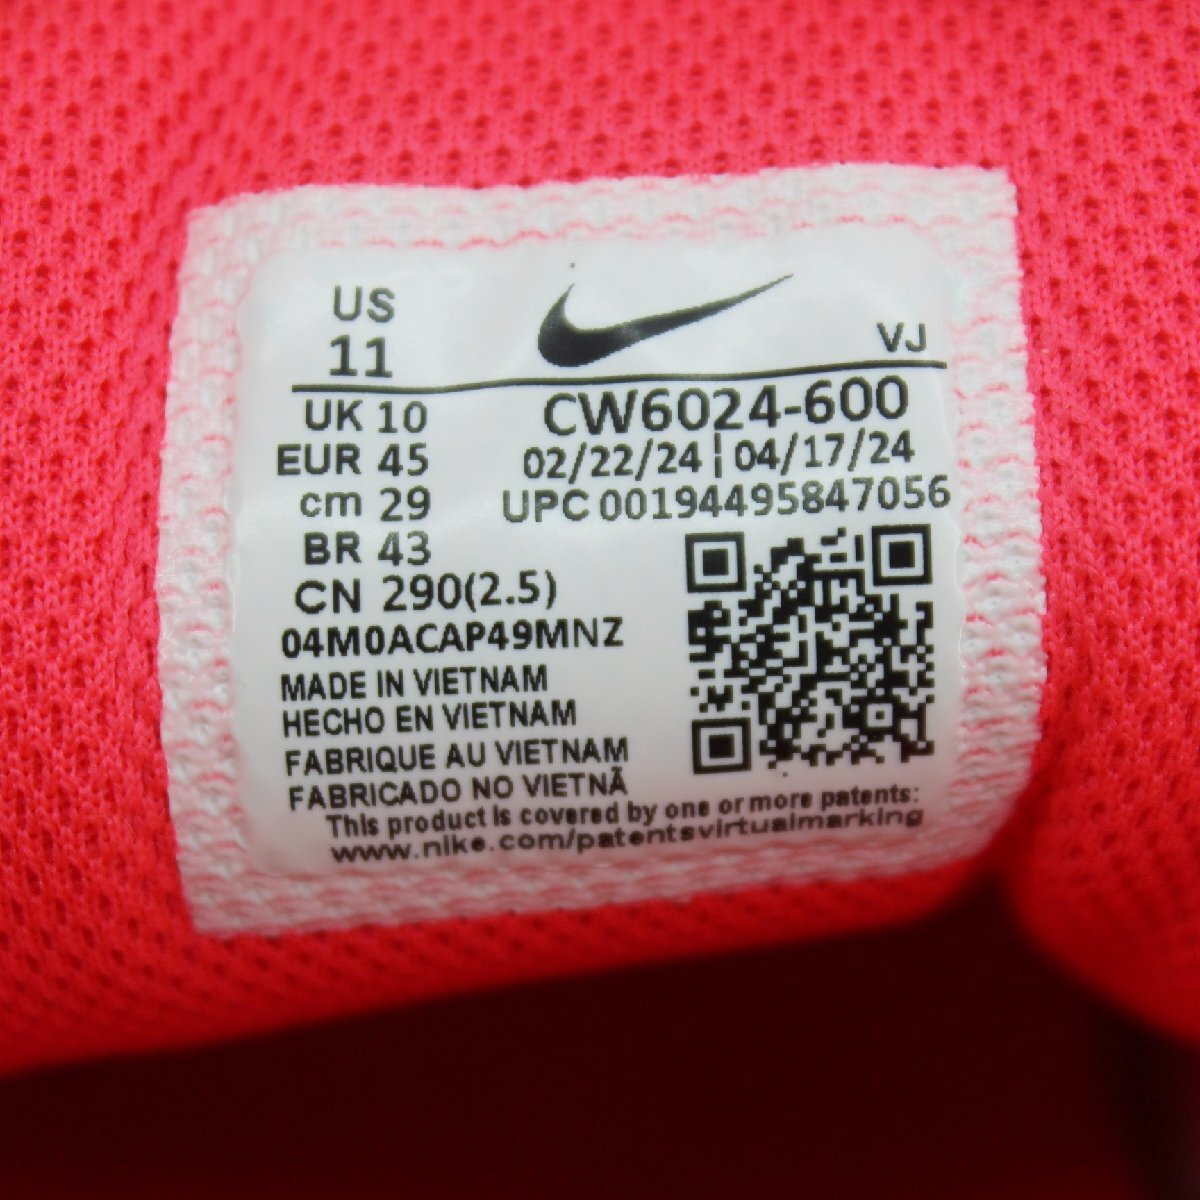 US
11
VJ
UK 10
EUR 45
cm 29
BR 43
CN 290(2.5)
CW6024-600
02/22/24 | 04/17/24
UPC 00194495847056
04M0ACAP49MNZ
MADE IN VIETNAM
HECHO EN VIETNAM
FABRIQUE AU VIETNAM
FABRICADO NO VIETNÃ
This product is covered by one or more patents:
www.nike.com/patentsvirtualmarking